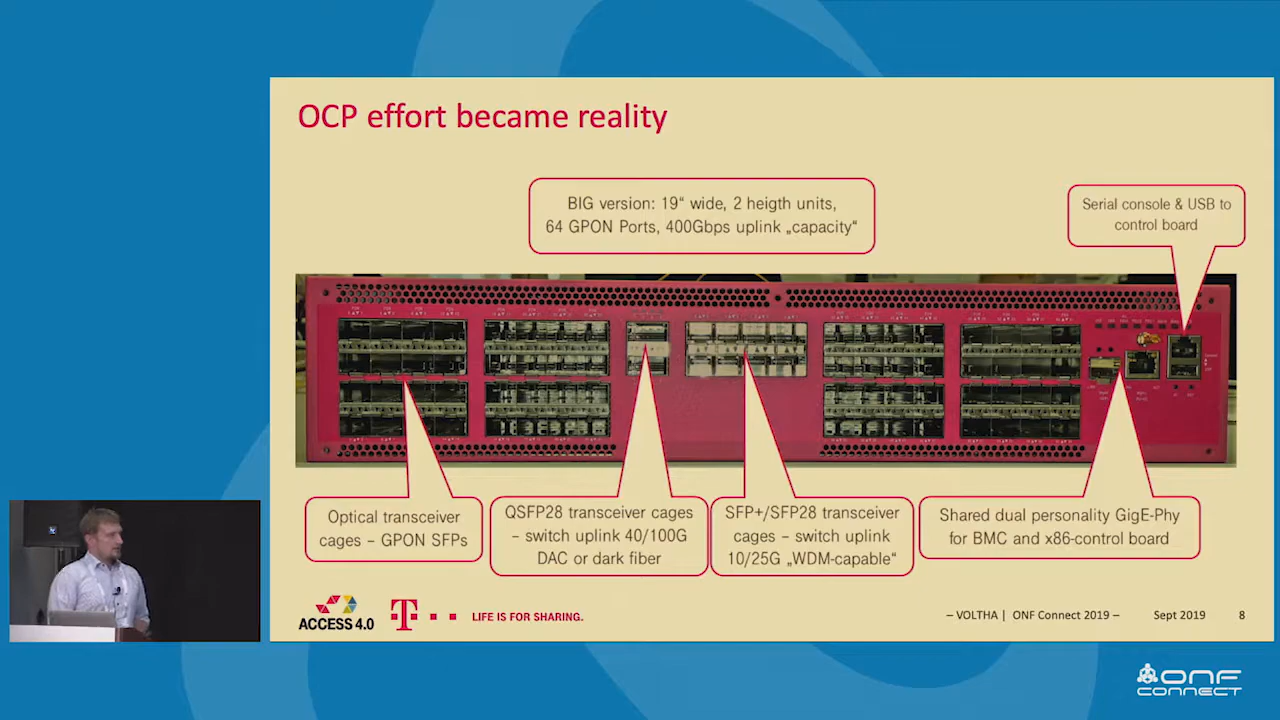 OCP effort became reality
BIG version: 19“ wide, 2 heigth units,
64 GPON Ports, 400Gbps uplink „capacity“
Serial console & USB to
control board
Optical transceiver
cages – GPON SFPs
QSFP28 transceiver cages
– switch uplink 40/100G
DAC or dark fiber
SFP+/SFP28 transceiver
cages – switch uplink
10/25G „WDM-capable“
Shared dual personality GigE-Phy
for BMC and x86-control board
ACCESS 4.0
T
LIFE IS FOR SHARING.
– VOLTHA | ONF Connect 2019 –
Sept 2019
8
ONF
CONNECT